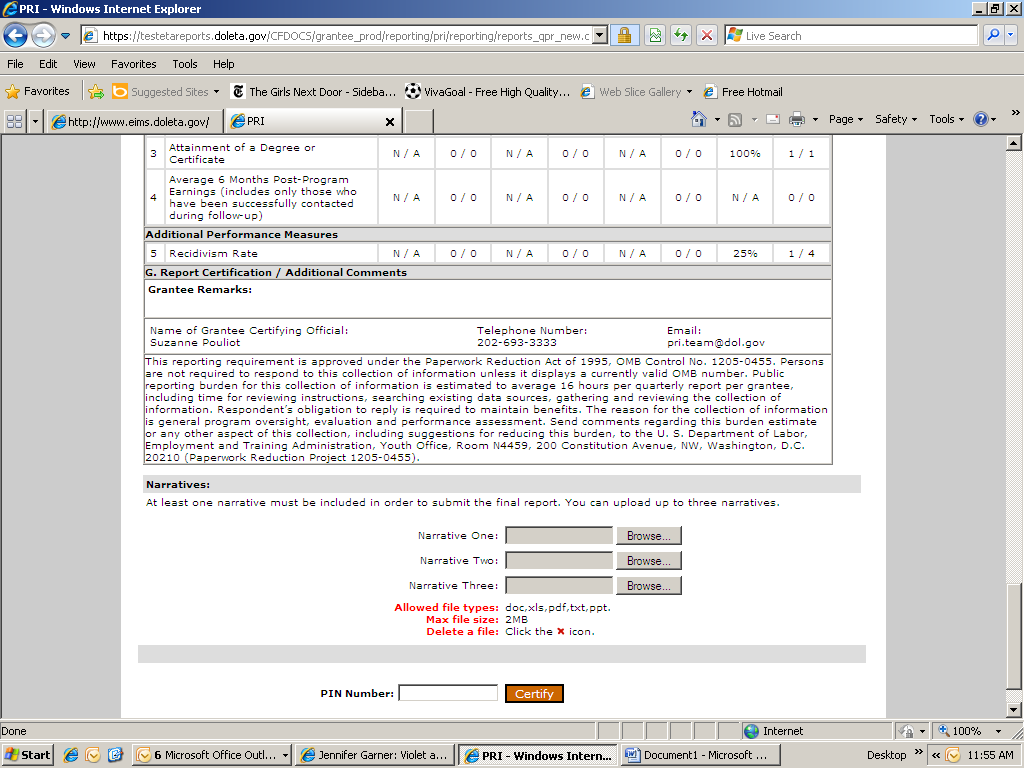 PRI - Windows Internet Explorer
https://testetareports.doleta.gov/CFDOCS/grantee_prod/reporting/pri/reporting/reports_qpr_new.c
Live Search
File Edit View Favorites Tools Help
Favorites Suggested Sites The Girls Next Door - Sideba... VivaGoal - Free High Quality,... Web Slice Gallery Free Hotmail
http://www.eims.doleta.gov/ PRI Page Safety Tools »
3 Attainment of a Degree or Certificate N / A 0 / 0 N / A 0 / 0 N / A 0 / 0 100% 1 / 1
4 Average 6 Months Post-Program Earnings (includes only those who have been successfully contacted during follow-up) N / A 0 / 0 N / A 0 / 0 N / A 0 / 0 N / A 0 / 0
Additional Performance Measures
5 Recidivism Rate N / A 0 / 0 N / A 0 / 0 N / A 0 / 0 25% 1 / 4
G. Report Certification / Additional Comments
Grantee Remarks:
Name of Grantee Certifying Official: Telephone Number: Email:
Suzanne Pouliot 202-693-3333 pri.team@dol.gov
This reporting requirement is approved under the Paperwork Reduction Act of 1995, OMB Control No. 1205-0455. Persons
are not required to respond to this collection of information unless it displays a currently valid OMB number. Public
reporting burden for this collection of information is estimated to average 16 hours per quarterly report per grantee,
including time for reviewing instructions, searching existing data sources, gathering and reviewing the collection of
information. Respondent's obligation to reply is required to maintain benefits. The reason for the collection of information
is general program oversight, evaluation and performance assessment. Send comments regarding this burden estimate
or any other aspect of this collection, including suggestions for reducing this burden, to the U. S. Department of Labor,
Employment and Training Administration, Youth Office, Room N4459, 200 Constitution Avenue, NW, Washington, D.C.
20210 (Paperwork Reduction Project 1205-0455).
Narratives:
At least one narrative must be included in order to submit the final report. You can upload up to three narratives.
Narrative One: Browse...
Narrative Two: Browse...
Narrative Three: Browse...
Allowed file types: doc,xls,pdf,txt,ppt.
Max file size: 2MB
Delete a file: Click the ✖ icon.
PIN Number: Certify
Done Internet 100%
Start 6 Microsoft Office Outl... Jennifer Garner: Violet a... PRI - Windows Intern... Document1 - Microsoft ... Desktop » « 11:55 AM